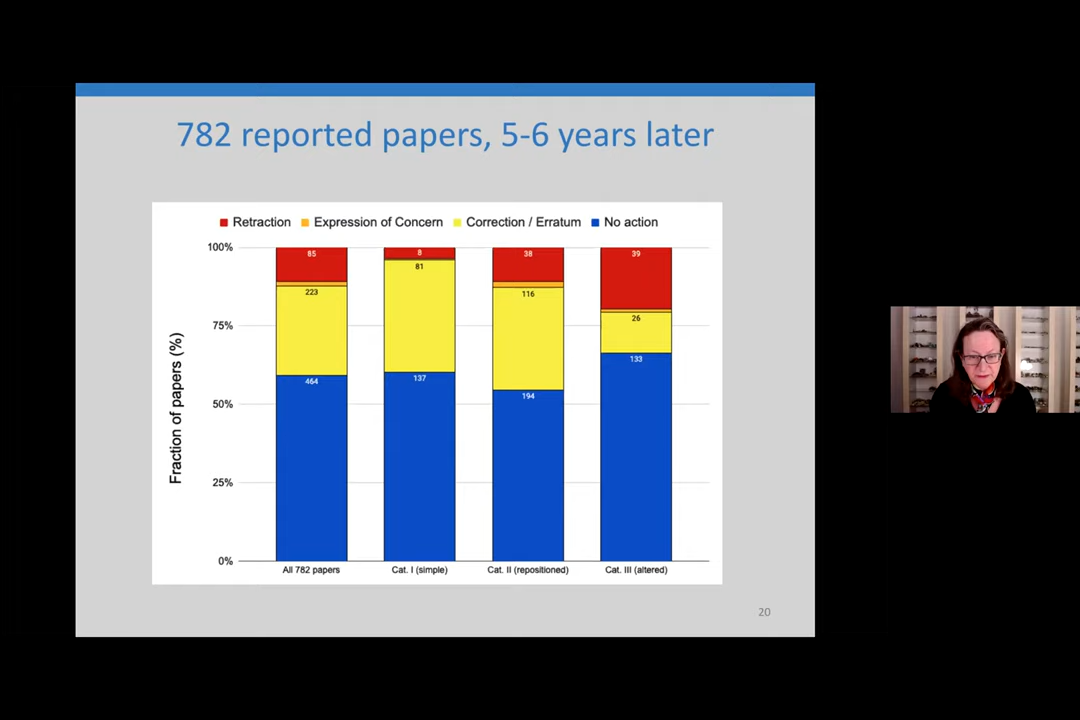 782 reported papers, 5-6 years later
Retraction Expression of Concern Correction / Erratum No action
Fraction of papers (%)
100%
75%
50%
25%
0%
85 8 38 39
223 81 116 26
464 137 194 133
All 782 papers Cat. I (simple) Cat. II (repositioned) Cat. III (altered)
20